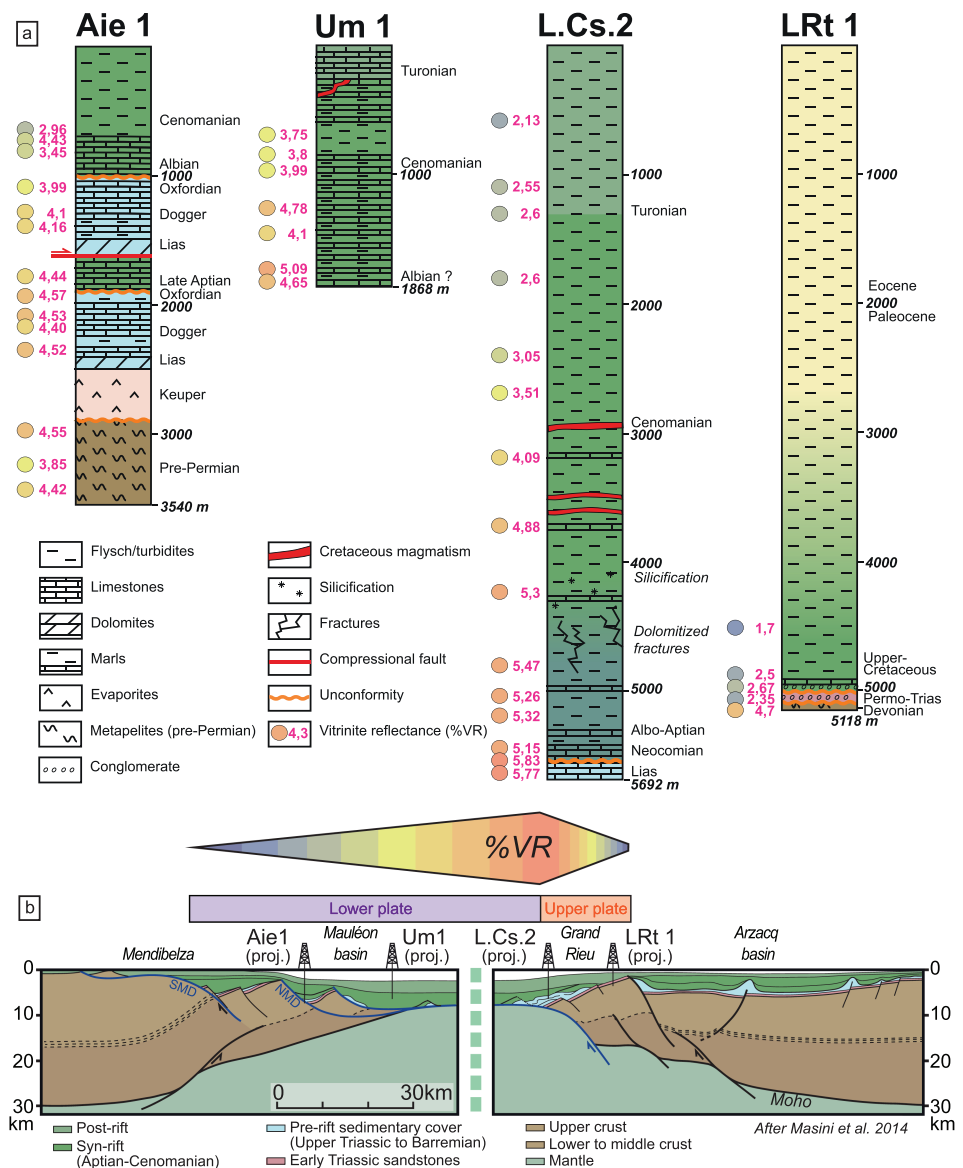 a
Aie 1
Um 1
L.Cs.2
LRt 1
Cenomanian
2,96
4,43
3,45
Albian
1000
3,99
Oxfordian
4,1
Dogger
4,16
Lias
4,44
Late Aptian
4,57
Oxfordian
2000
4,53
4,40
Dogger
4,52
Lias
Keuper
4,55
3000
3,85
Pre-Permian
4,42
3540 m
Turonian
3,75
3,8
Cenomanian
3,99
1000
4,78
4,1
5,09
Albian ?
4,65
1868 m
2,13
1000
2,55
2,6
Turonian
2,6
2000
3,05
3,51
Cenomanian
3000
4,09
4,88
4000
Silicification
5,3
Dolomitized
fractures
5,47
5000
5,26
5,32
Albo-Aptian
5,15
Neocomian
5,83
5,77
Lias
5692 m
1000
Eocene
2000
Paleocene
3000
4000
1,7
Upper-
Cretaceous
2,5
2,67
5000
2,35
Permo-Trias
4,7
Devonian
5118 m
Flysch/turbidites
Limestones
Dolomites
Marls
Evaporites
Metapelites (pre-Permian)
Conglomerate
Cretaceous magmatism
Silicification
Fractures
Compressional fault
Unconformity
4,3 Vitrinite reflectance (%VR)
%VR
b
Lower plate
Upper plate
Mendibelza
Aie1
(proj.)
Mauléon
basin
Um1
(proj.)
L.Cs.2
(proj.)
Grand
Rieu
LRt 1
(proj.)
Arzacq
basin
0
10
20
30
km
SMD
NMD
0
30km
0
10
20
30
km
Moho
After Masini et al. 2014
Post-rift
Syn-rift
(Aptian-Cenomanian)
Pre-rift sedimentary cover
(Upper Triassic to Barremian)
Early Triassic sandstones
Upper crust
Lower to middle crust
Mantle